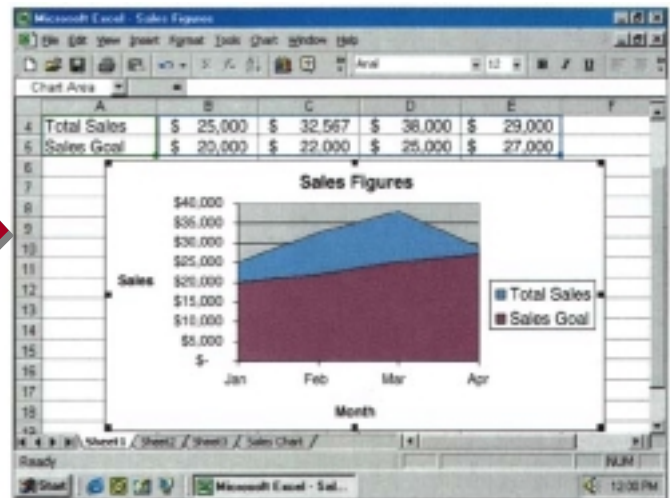 Microsoft Excel - Sales Figures
File Edit View Insert Format Tools Chart Window Help
Arial 12 B I U
Chart Area =
A B C D E F
4 Total Sales $ 25,000 $ 32,567 $ 38,000 $ 29,000
5 Sales Goal $ 20,000 $ 22,000 $ 25,000 $ 27,000
6
7
8
9
10
11
12
13
14
15
16
17
18
Sales Figures
$40,000
$35,000
$30,000
$25,000
$20,000
$15,000
$10,000
$5,000
$-
Sales
Jan Feb Mar Apr
Month
Total Sales
Sales Goal
Sheet1 Sheet2 Sheet3 Sales Chart
Ready NUM
Start Microsoft Excel - Sal... 12:00 PM